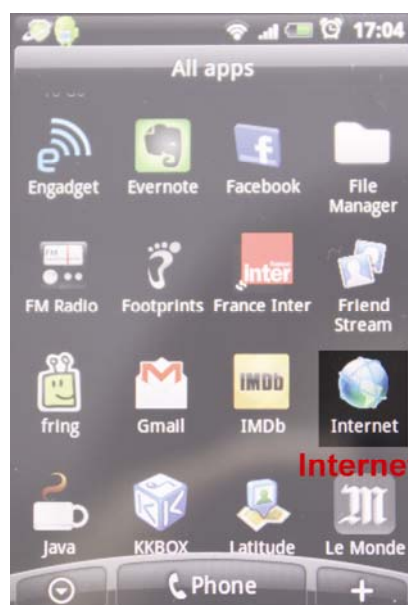 17:04
All apps
Engadget Evernote Facebook File Manager
FM
FM Radio Footprints France Inter Friend Stream
inter
IMDb
fring Gmail IMDb Internet
Interne
Java KKBOX Latitude Le Monde
Phone